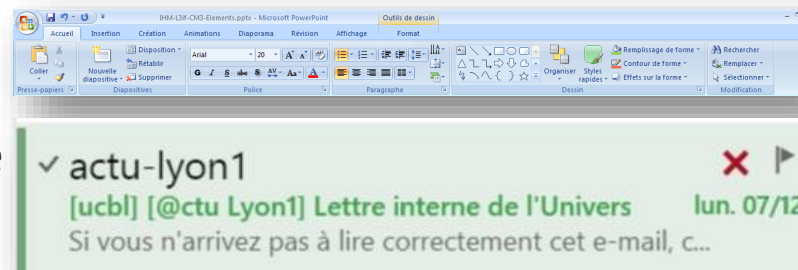 IHM-L3if-CM3-Elements.pptx - Microsoft PowerPoint
Outils de dessin
Accueil Insertion Création Animations Diaporama Révision Affichage Format
Coller
Nouvelle diapositive
Disposition
Rétablir
Supprimer
Arial 20
G I S abc S AV Aa A
Organiser
Styles rapides
Remplissage de forme
Contour de forme
Effets sur la forme
Rechercher
Remplacer
Sélectionner
Presse-papiers Diapositives Police Paragraphe Dessin Modification
actu-lyon1
[ucbl] [@ctu Lyon1] Lettre interne de l'Univers lun. 07/12
Si vous n'arrivez pas à lire correctement cet e-mail, c...